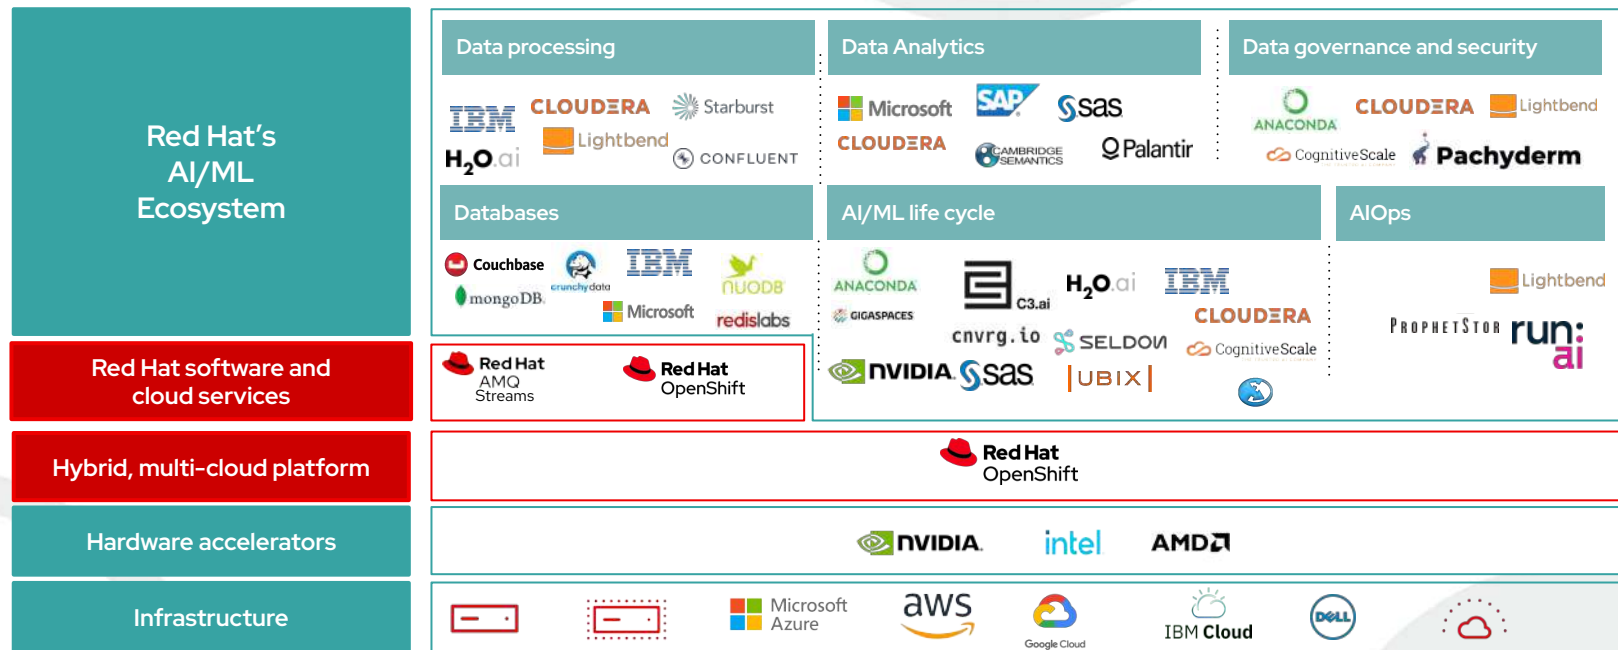 Red Hat's
AI/ML
Ecosystem
Data processing
IBM
CLOUDERA
Starburst
Lightbend
H2O.ai
CONFLUENT
Data Analytics
Microsoft
SAP
sas
CLOUDERA
CAMBRIDGE
SEMANTICS
Palantir
Data governance and security
ANACONDA
CLOUDERA
Lightbend
CognitiveScale
Pachyderm
Databases
Couchbase
crunchydata
IBM
NUODB
mongoDB.
Microsoft
redislabs
AI/ML life cycle
ANACONDA
C3.ai
H2O.ai
IBM
GIGASPACES
cnvrg.io
SELDON
CLOUDERA
CognitiveScale
NVIDIA.
sas
UBIX
AIOps
Lightbend
PROPHETSTOR
run:
ai
Red Hat software and
cloud services
Red Hat
AMQ
Streams
Red Hat
OpenShift
Hybrid, multi-cloud platform
Red Hat
OpenShift
Hardware accelerators
NVIDIA.
intel
AMD
Infrastructure
Microsoft
Azure
aws
Google Cloud
IBM Cloud
DELL